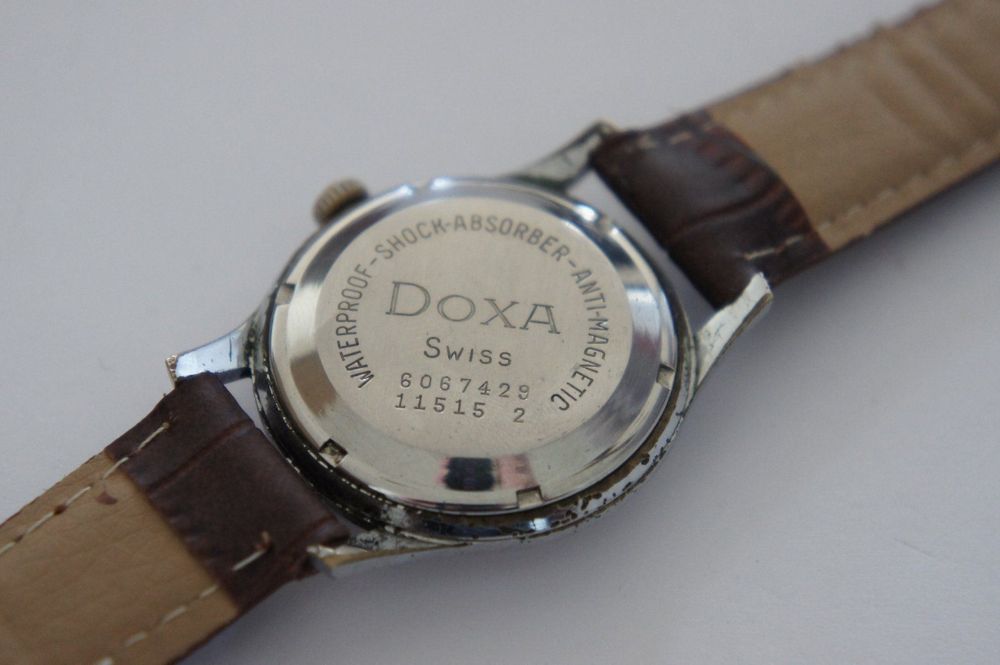 WATERPROOF-SHOCK-ABSORBER-ANTI-MAGNETIC
DOXA
SWISS
6067429
11515 2